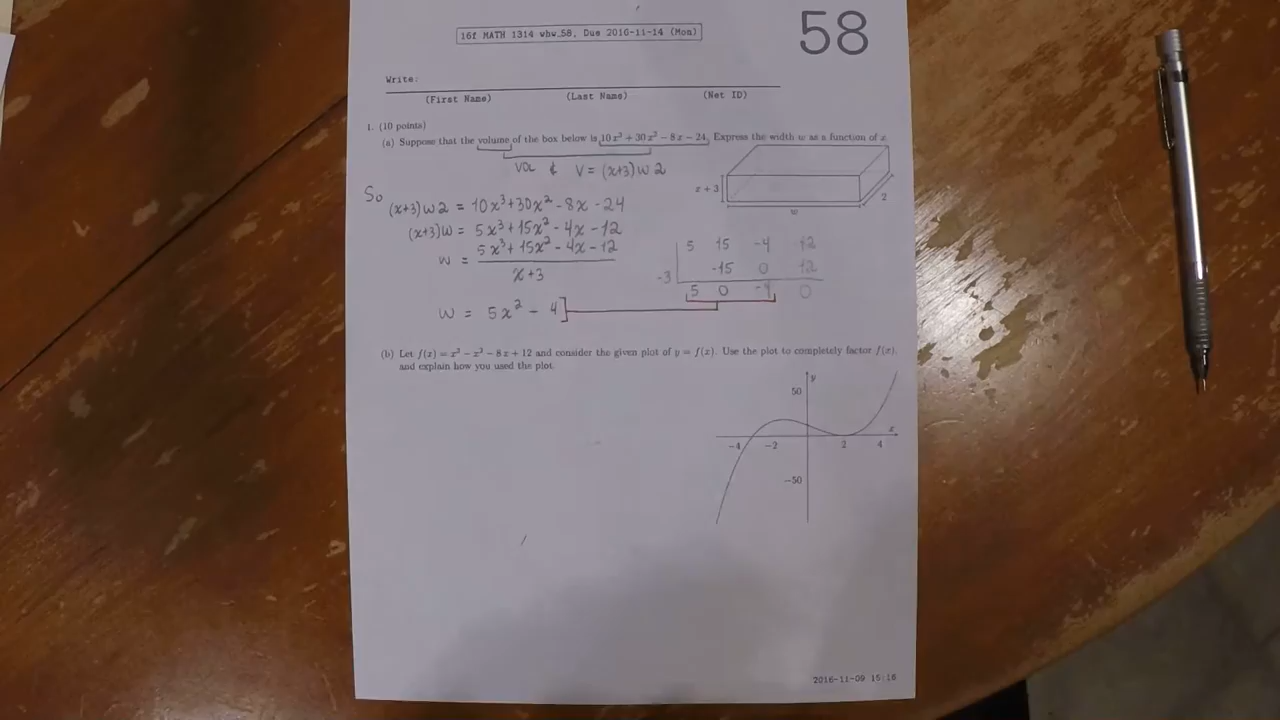 16f MATH 1314 whw_58, Due 2016-11-14 (Mon)
58
Write:
(First Name) (Last Name) (Net ID)
1. (10 points)
(a) Suppose that the volume of the box below is 10x³ + 30x² − 8x − 24. Express the width w as a function of x.
VOL & V = (x+3)w2
x + 3
2
w
So
(x+3)w2 = 10x³+30x²-8x-24
(x+3)w = 5x³+15x²-4x-12
w = 5x³+15x²-4x-12
x+3
5 15 -4 -12
-3 -15 0 12
5 0 -4 0
w = 5x² - 4
(b) Let f(x) = x³ − x² − 8x + 12 and consider the given plot of y = f(x). Use the plot to completely factor f(x),
and explain how you used the plot.
y
50
x
−4 −2 2 4
−50
2016-11-09 15:16